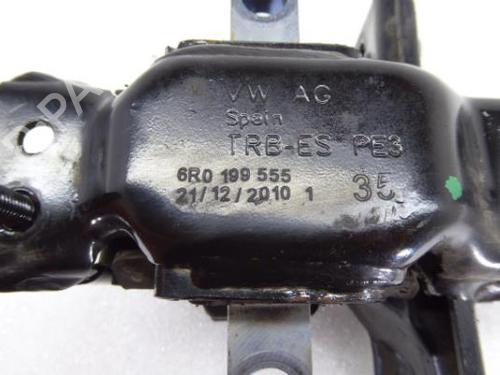 VW AG
Spain
TRB-ES PE3
6R0 199 555
21/12/2010 1
35